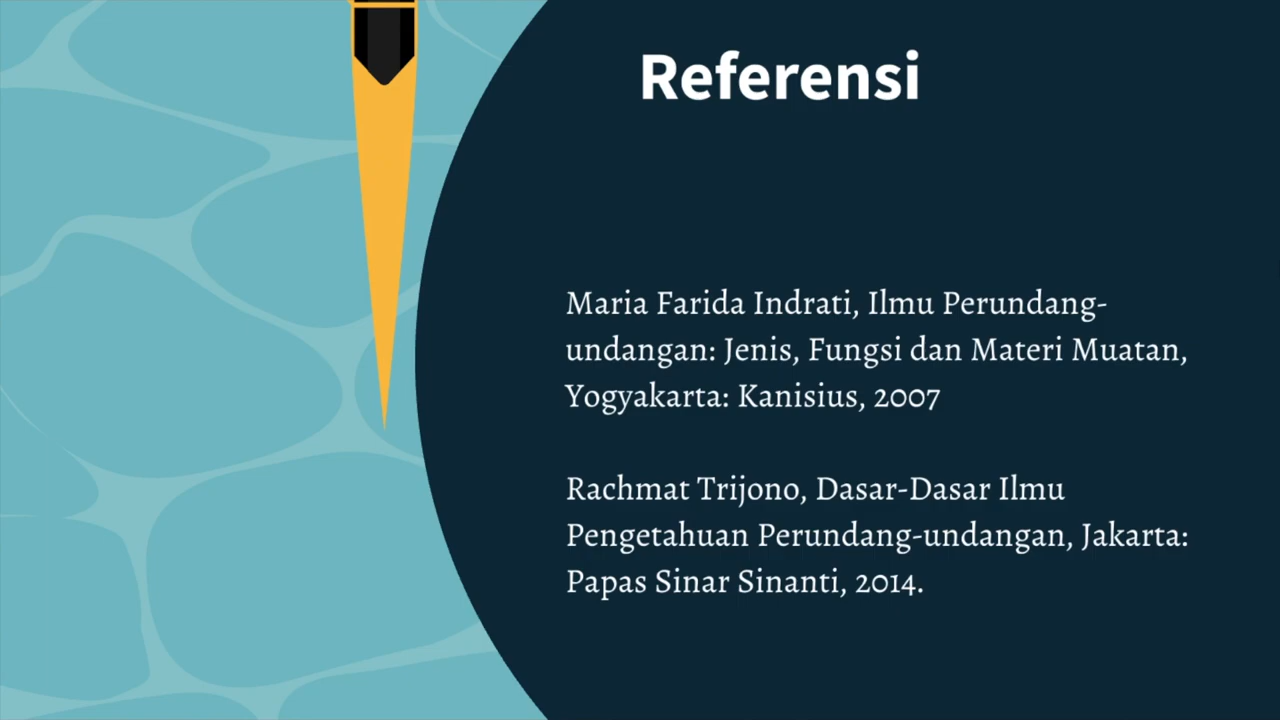 Referensi
Maria Farida Indrati, Ilmu Perundang-
undangan: Jenis, Fungsi dan Materi Muatan,
Yogyakarta: Kanisius, 2007
Rachmat Trijono, Dasar-Dasar Ilmu
Pengetahuan Perundang-undangan, Jakarta:
Papas Sinar Sinanti, 2014.